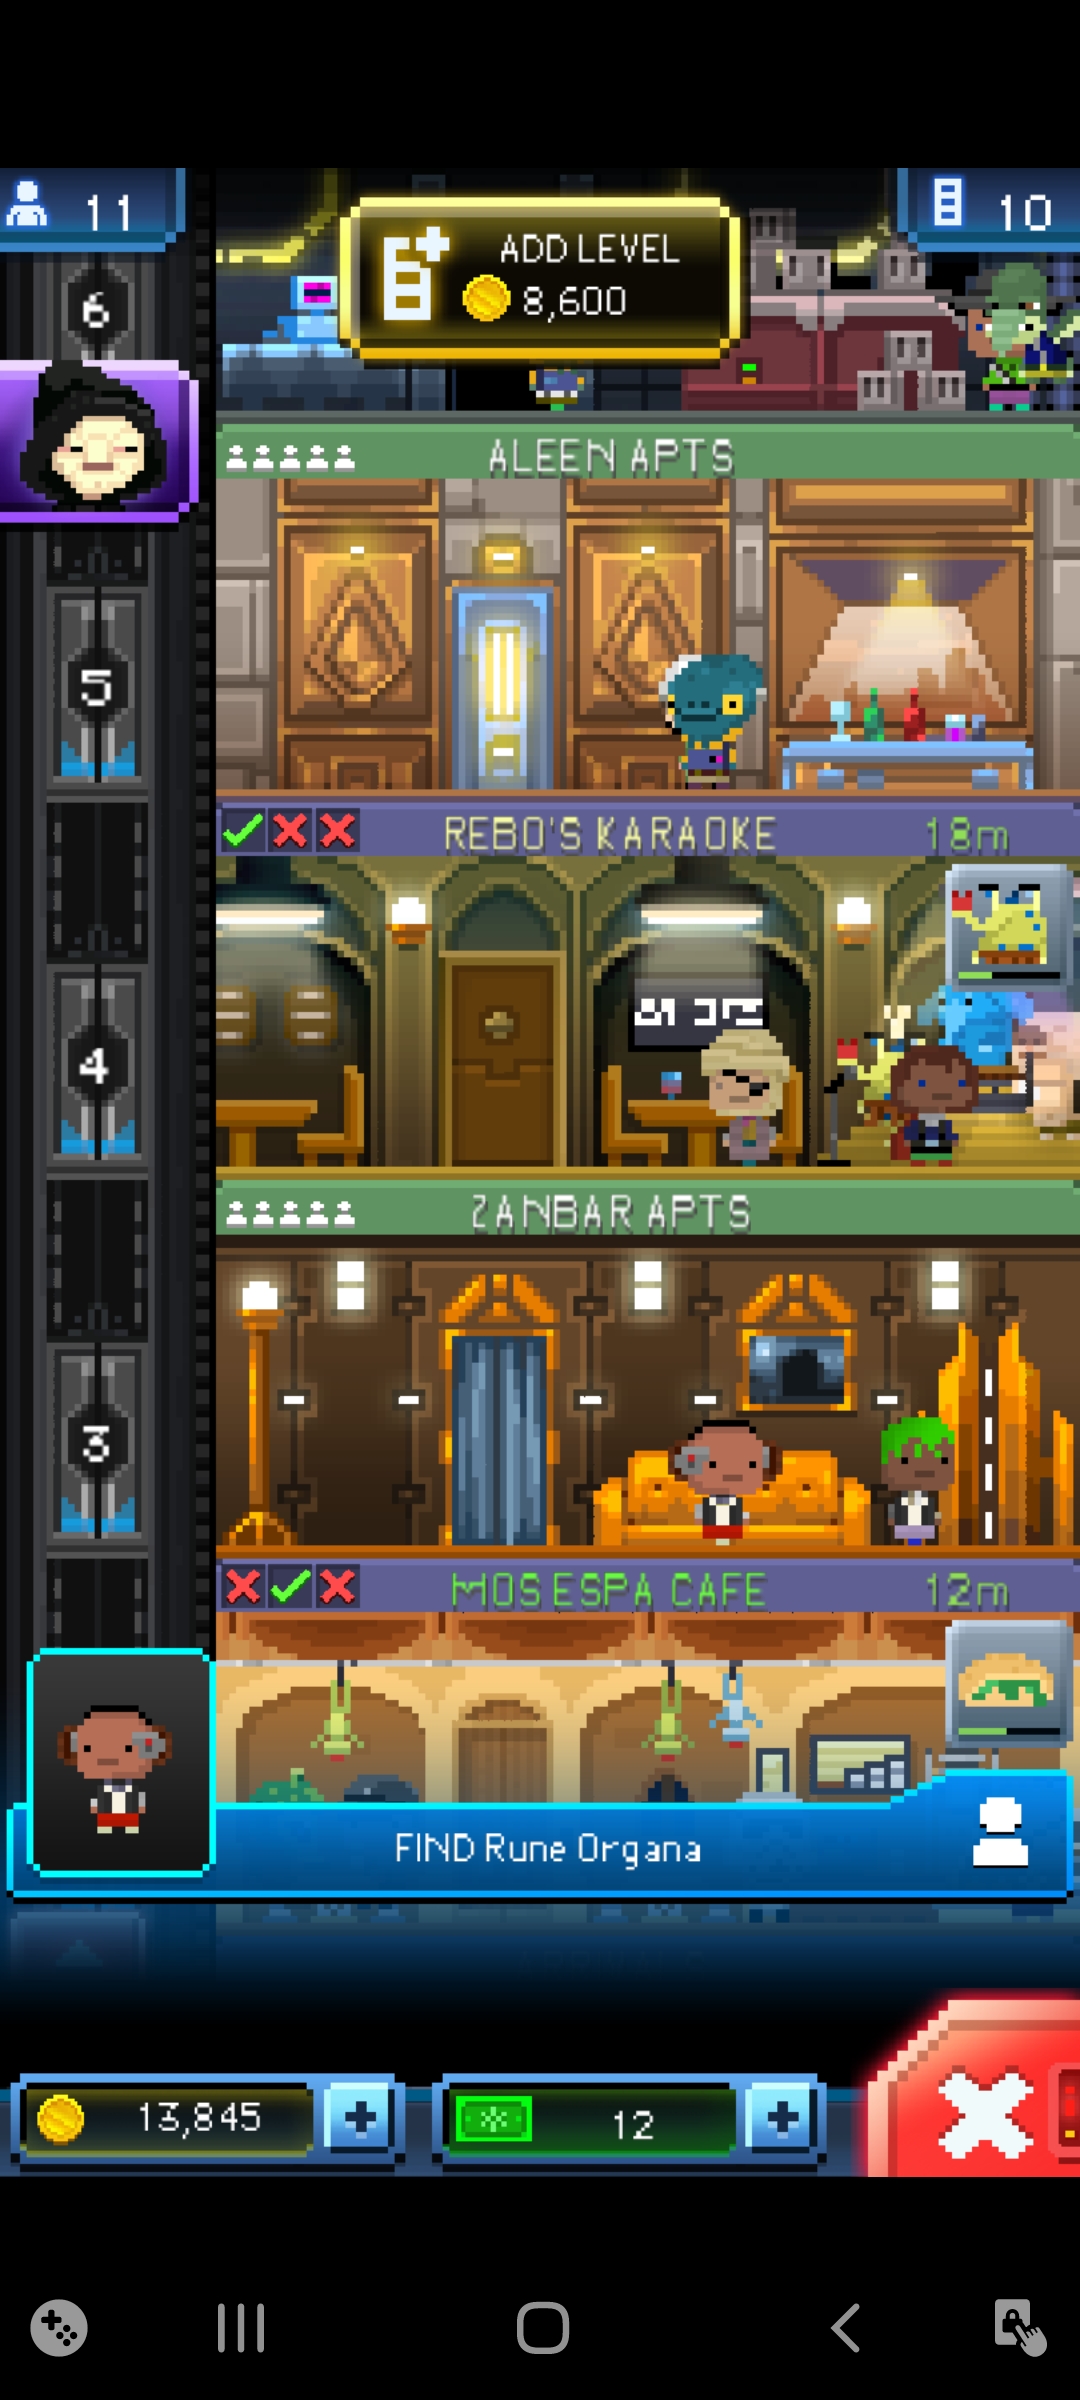 11
ADD LEVEL
8,600
10
6
ALEEN APTS
5
REBO'S KARAOKE
18m
4
ZANBAR APTS
3
MOS ESPA CAFE
12m
FIND Rune Organa
13,845
12